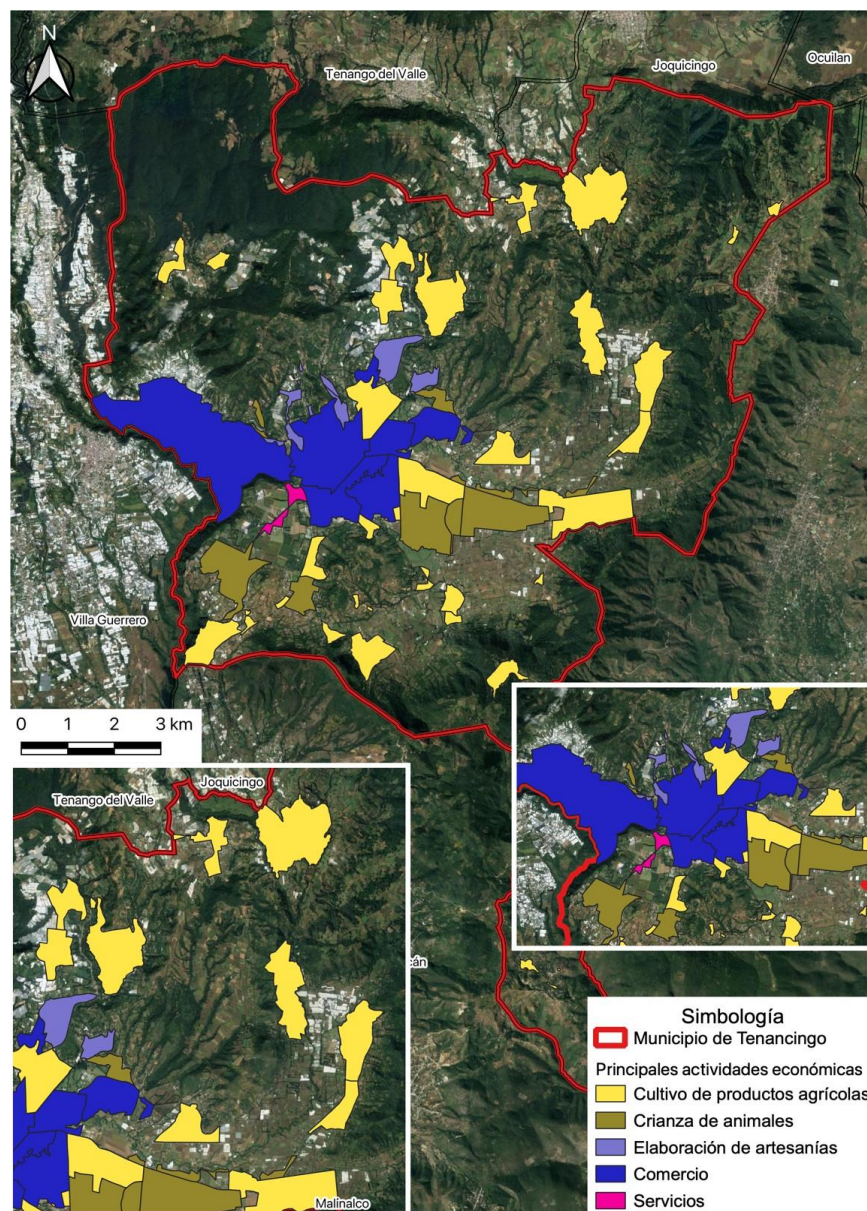 N
Tenango del Valle
Joquicingo
Ocuilan
Villa Guerrero
0 1 2 3 km
Joquicingo
Tenango del Valle
Malinalco
cán
Simbología
Municipio de Tenancingo
Principales actividades económicas
Cultivo de productos agrícolas
Crianza de animales
Elaboración de artesanías
Comercio
Servicios